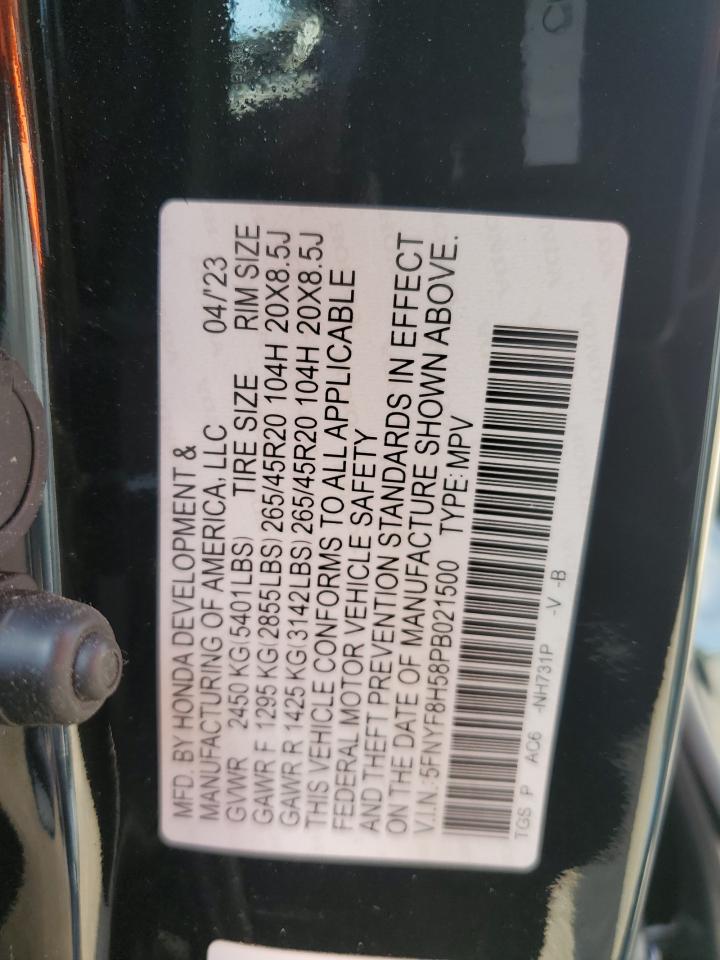 MFD. BY HONDA DEVELOPMENT &
MANUFACTURING OF AMERICA, LLC 04/'23
GVWR 2450 KG(5401LBS) TIRE SIZE RIM SIZE
GAWR F 1295 KG(2855LBS) 265/45R20 104H 20X8.5J
GAWR R 1425 KG(3142LBS) 265/45R20 104H 20X8.5J
THIS VEHICLE CONFORMS TO ALL APPLICABLE
FEDERAL MOTOR VEHICLE SAFETY
AND THEFT PREVENTION STANDARDS IN EFFECT
ON THE DATE OF MANUFACTURE SHOWN ABOVE.
V.I.N.:5FNYF8H58PB021500 TYPE:MPV
TGS P AC6 -NH731P -V -B